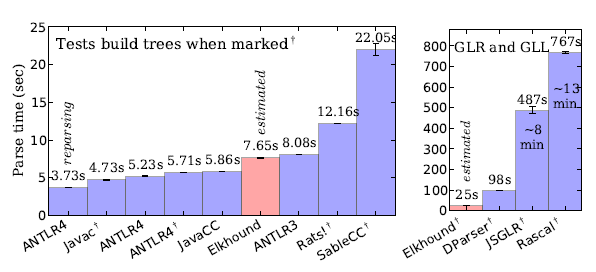 Tests build trees when marked†
Parse time (sec)
25
20
15
10
5
0
reparsing
estimated
3.73s
4.73s
5.23s
5.71s
5.86s
7.65s
8.08s
12.16s
22.05s
ANTLR4
Javac†
ANTLR4
ANTLR4†
JavaCC
Elkhound
ANTLR3
Rats!†
SableCC†
GLR and GLL
800
700
600
500
400
300
200
100
0
estimated
25s
98s
487s
~8
min
767s
~13
min
Elkhound†
DParser†
JSGLR†
Rascal†